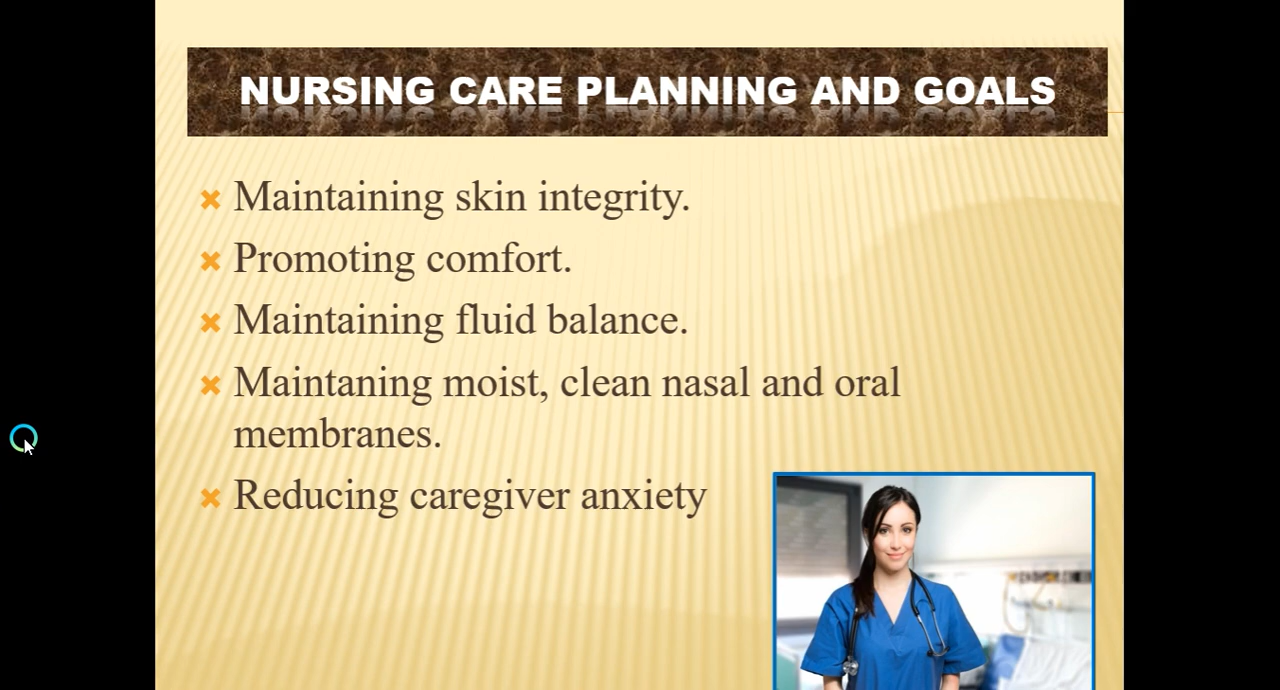 NURSING CARE PLANNING AND GOALS
Maintaining skin integrity.
Promoting comfort.
Maintaining fluid balance.
Maintaning moist, clean nasal and oral
membranes.
Reducing caregiver anxiety